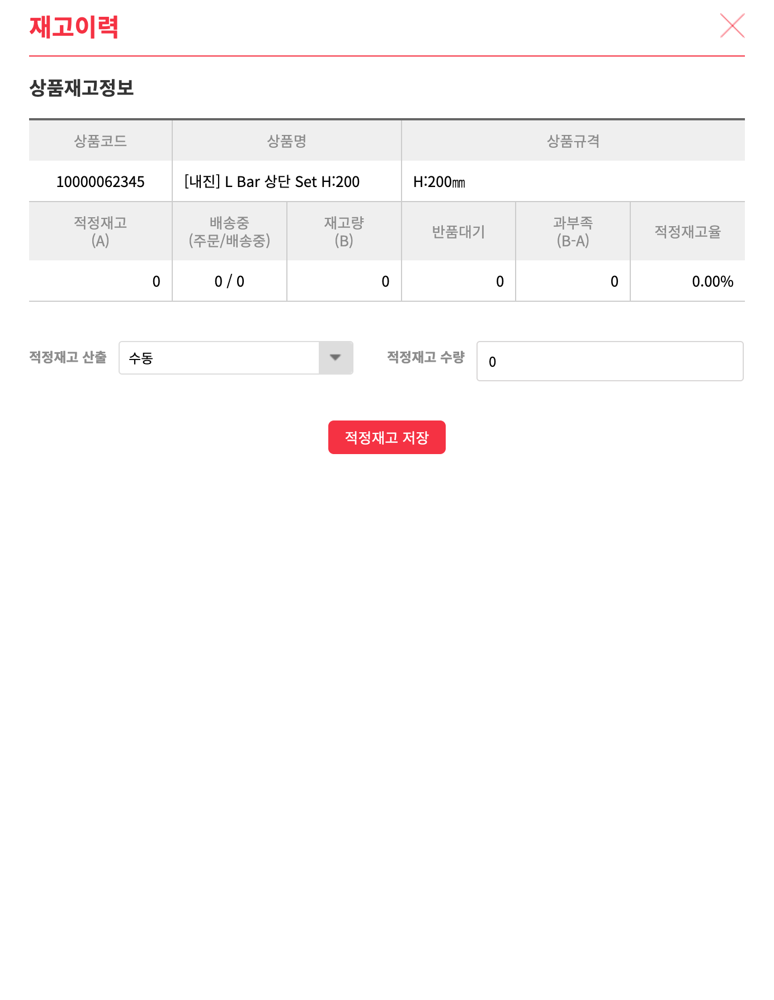 재고이력
상품재고정보
상품코드 상품명 상품규격
10000062345 [내진] L Bar 상단 Set H:200 H:200㎜
적정재고 (A) 배송중 (주문/배송중) 재고량 (B) 반품대기 과부족 (B-A) 적정재고율
0 0 / 0 0 0 0 0.00%
적정재고 산출 수동 적정재고 수량 0
적정재고 저장